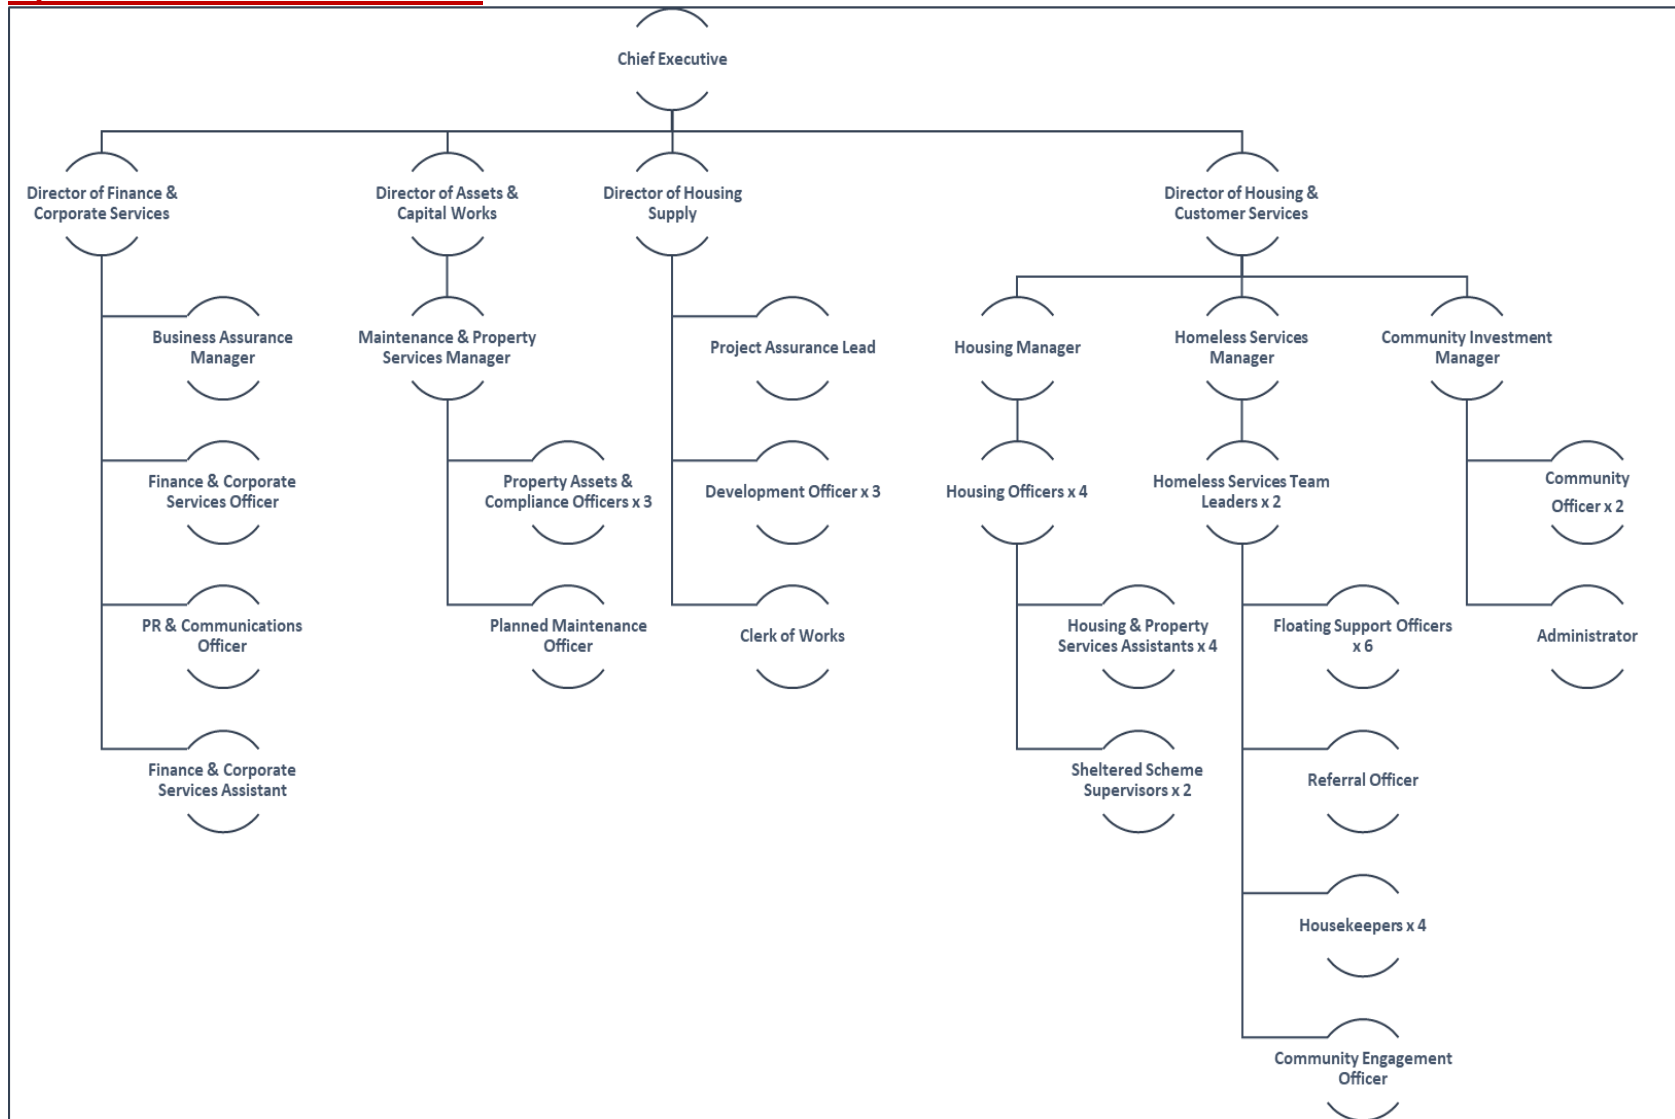 Chief Executive
Director of Finance &
Corporate Services
Director of Assets &
Capital Works
Director of Housing
Supply
Director of Housing &
Customer Services
Business Assurance
Manager
Maintenance & Property
Services Manager
Project Assurance Lead
Housing Manager
Homeless Services
Manager
Community Investment
Manager
Finance & Corporate
Services Officer
Property Assets &
Compliance Officers x 3
Development Officer x 3
Housing Officers x 4
Homeless Services Team
Leaders x 2
Community
Officer x 2
PR & Communications
Officer
Planned Maintenance
Officer
Clerk of Works
Housing & Property
Services Assistants x 4
Floating Support Officers
x 6
Administrator
Finance & Corporate
Services Assistant
Sheltered Scheme
Supervisors x 2
Referral Officer
Housekeepers x 4
Community Engagement
Officer